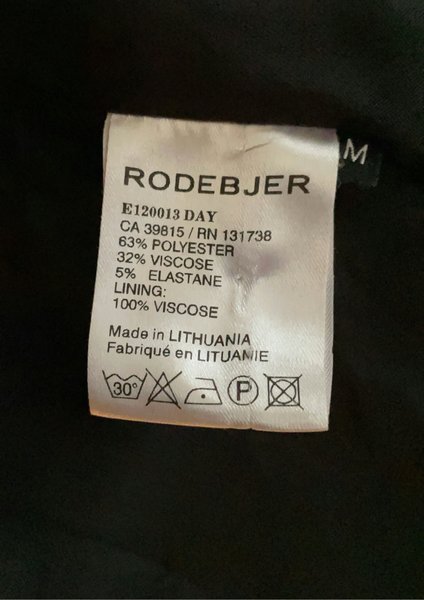 M
RODEBJER
E120013 DAY
CA 39815 / RN 131738
63% POLYESTER
32% VISCOSE
5% ELASTANE
LINING:
100% VISCOSE
Made in LITHUANIA
Fabriqué en LITUANIE
30°
P